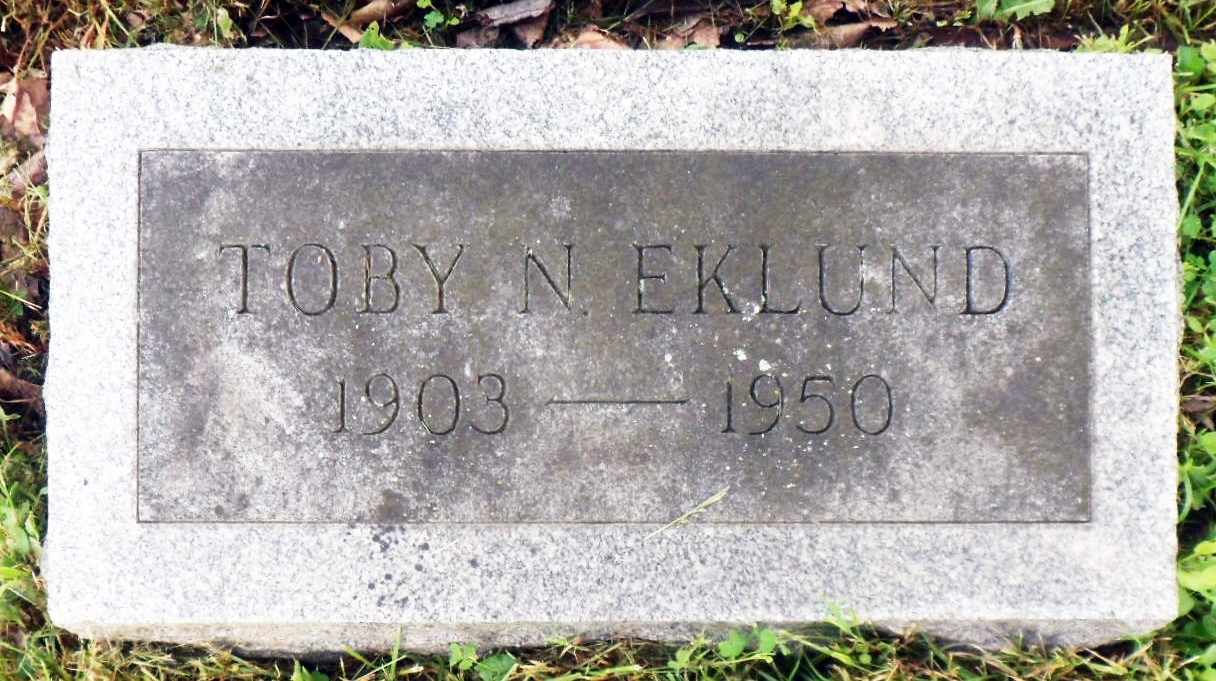 TOBY N. EKLUND
1903 — 1950